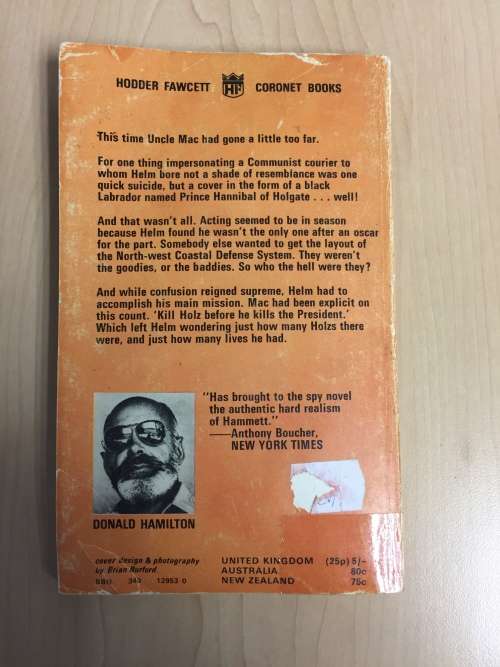 HODDER FAWCETT HF CORONET BOOKS
This time Uncle Mac had gone a little too far.
For one thing impersonating a Communist courier to
whom Helm bore not a shade of resemblance was one
quick suicide, but a cover in the form of a black
Labrador named Prince Hannibal of Holgate . . . well!
And that wasn't all. Acting seemed to be in season
because Helm found he wasn't the only one after an oscar
for the part. Somebody else wanted to get the layout of
the North-west Coastal Defense System. They weren't
the goodies, or the baddies. So who the hell were they?
And while confusion reigned supreme, Helm had to
accomplish his main mission. Mac had been explicit on
this count. 'Kill Holz before he kills the President.'
Which left Helm wondering just how many Holzs there
were, and just how many lives he had.
"Has brought to the spy novel
the authentic hard realism
of Hammett."
—Anthony Boucher,
NEW YORK TIMES
DONALD HAMILTON
cover design & photography
by Brian Rurford
SBN 340 12953 0
UNITED KINGDOM (25p) 5/-
AUSTRALIA 80c
NEW ZEALAND 75c